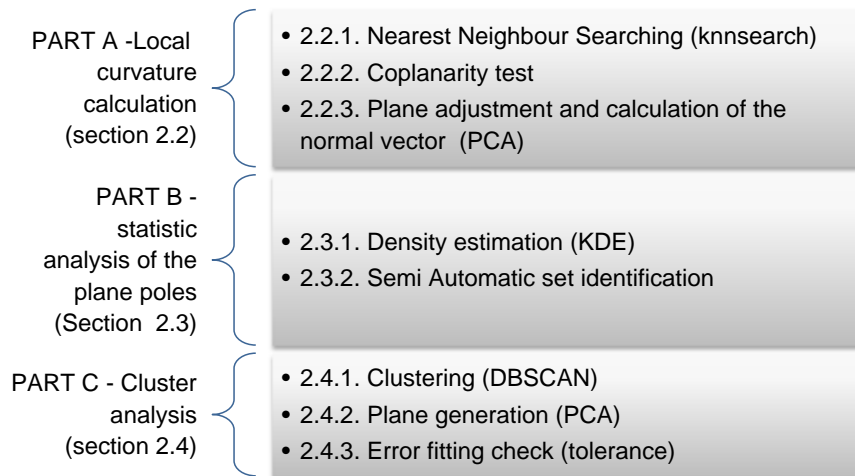 PART A -Local
curvature
calculation
(section 2.2)
• 2.2.1. Nearest Neighbour Searching (knnsearch)
• 2.2.2. Coplanarity test
• 2.2.3. Plane adjustment and calculation of the
normal vector (PCA)
PART B -
statistic
analysis of the
plane poles
(Section 2.3)
• 2.3.1. Density estimation (KDE)
• 2.3.2. Semi Automatic set identification
PART C - Cluster
analysis
(section 2.4)
• 2.4.1. Clustering (DBSCAN)
• 2.4.2. Plane generation (PCA)
• 2.4.3. Error fitting check (tolerance)